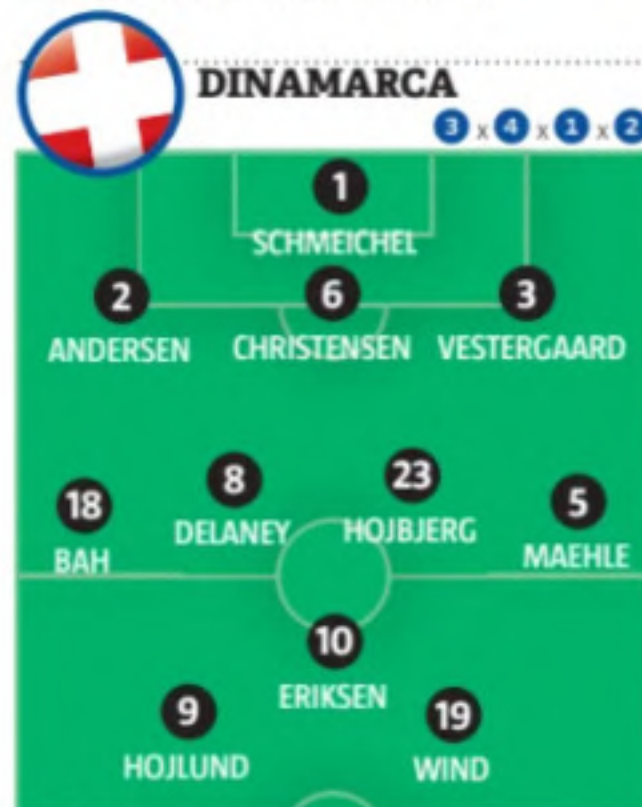 DINAMARCA
3 x 4 x 1 x 2
1
SCHMEICHEL
2 6 3
ANDERSEN CHRISTENSEN VESTERGAARD
18 8 23 5
BAH DELANEY HOJBJERG MAEHLE
10
ERIKSEN
9 19
HOJLUND WIND